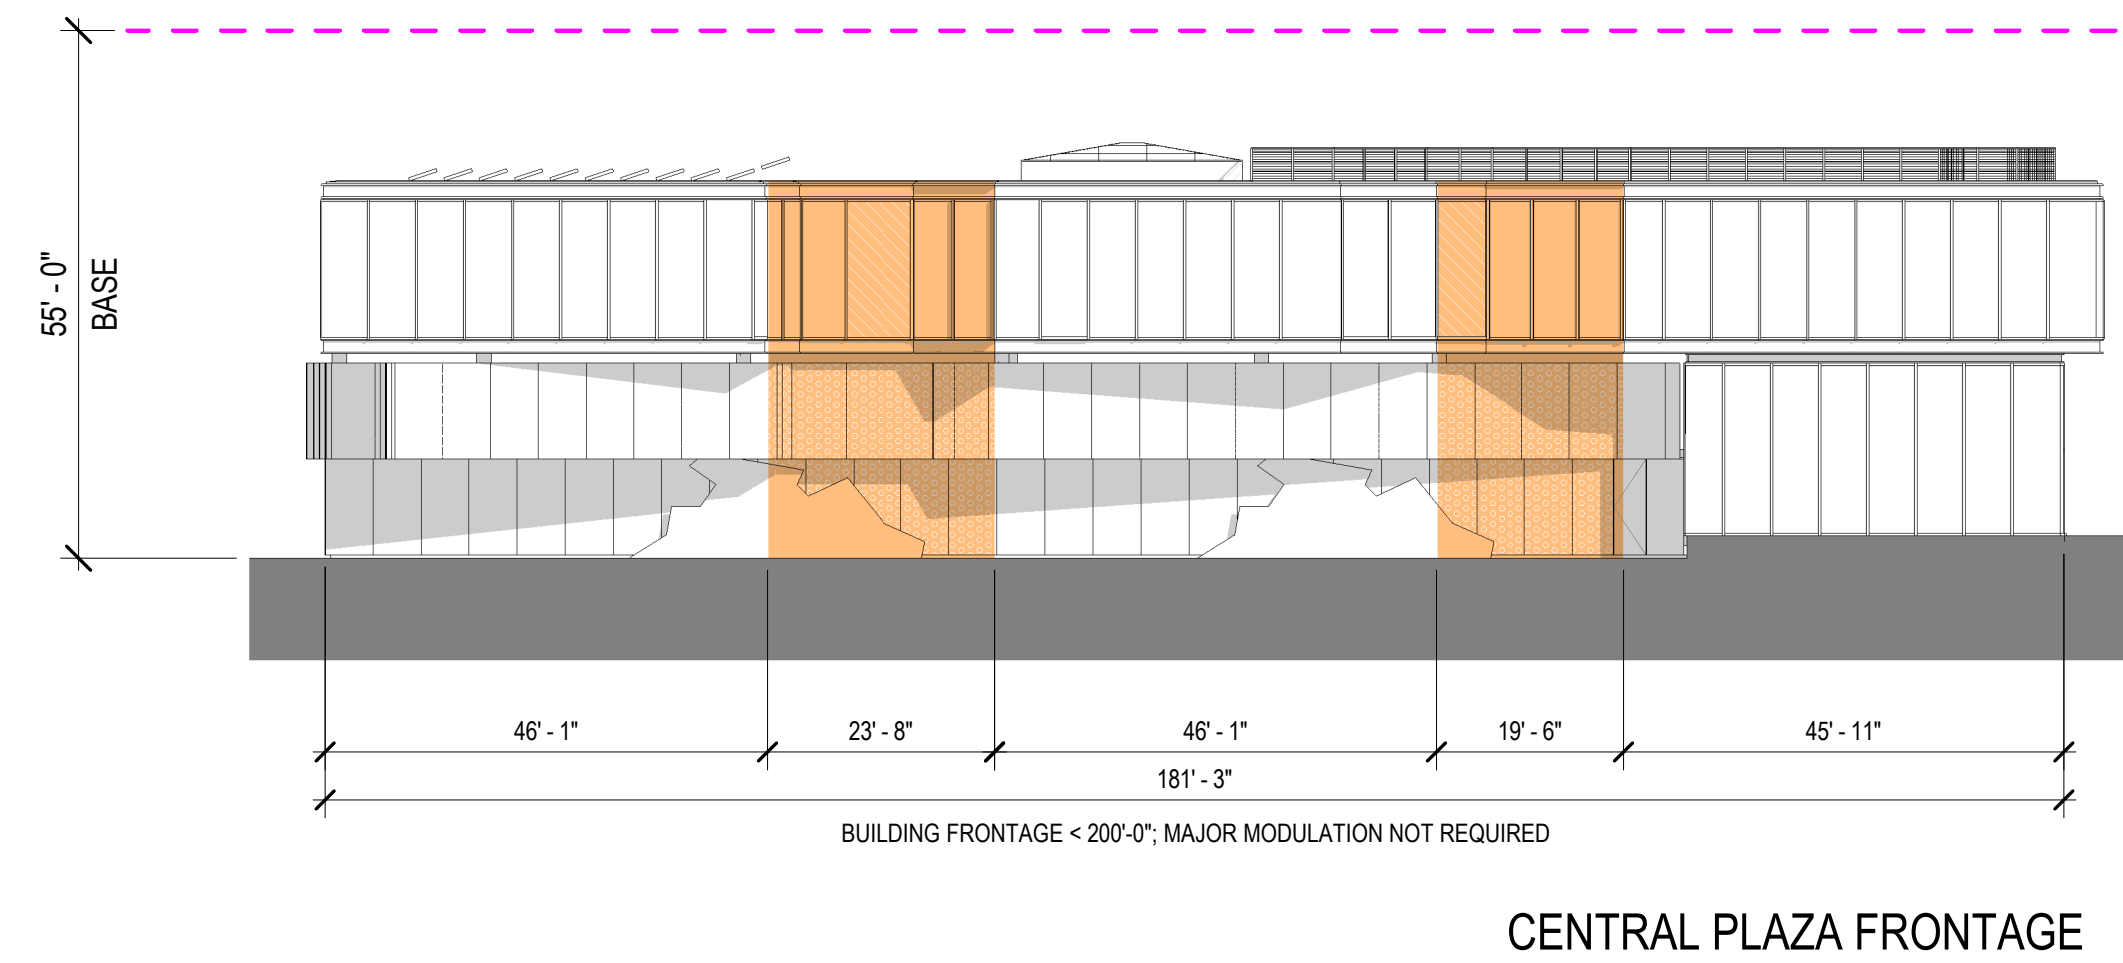 55' - 0"
BASE
46' - 1"
23' - 8"
46' - 1"
19' - 6"
45' - 11"
181' - 3"
BUILDING FRONTAGE < 200'-0"; MAJOR MODULATION NOT REQUIRED
CENTRAL PLAZA FRONTAGE